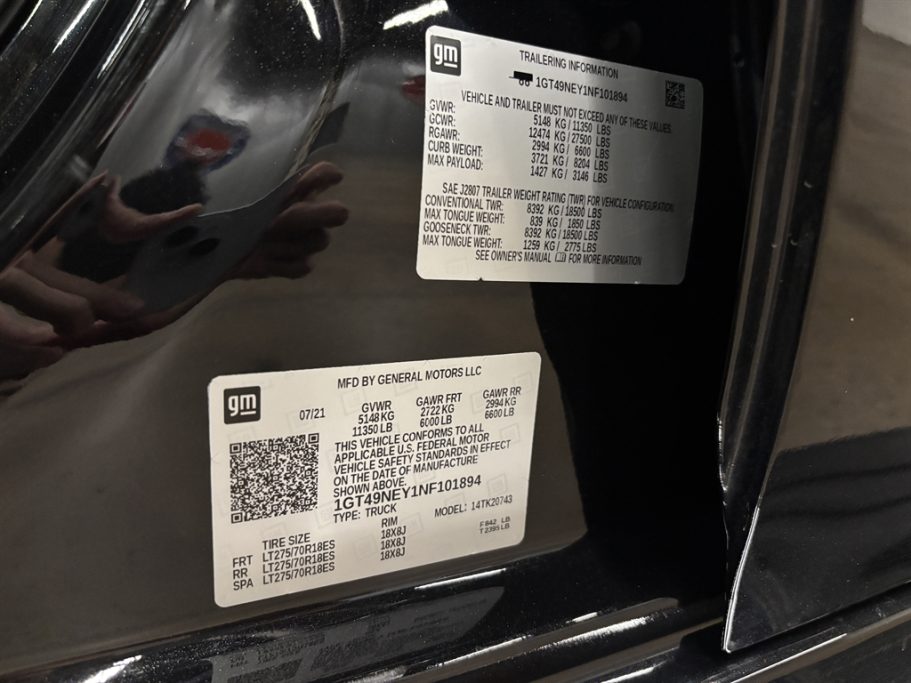 gm
TRAILERING INFORMATION
1GT49NEY1NF101894
VEHICLE AND TRAILER MUST NOT EXCEED ANY OF THESE VALUES.
GVWR: 5148 KG / 11350 LBS
GCWR: 12474 KG / 27500 LBS
RGAWR: 2994 KG / 6600 LBS
CURB WEIGHT: 3721 KG / 8204 LBS
MAX PAYLOAD: 1427 KG / 3146 LBS
SAE J2807 TRAILER WEIGHT RATING (TWR) FOR VEHICLE CONFIGURATION.
CONVENTIONAL TWR: 8392 KG / 18500 LBS
MAX TONGUE WEIGHT: 839 KG / 1850 LBS
GOOSENECK TWR: 8392 KG / 18500 LBS
MAX TONGUE WEIGHT: 1259 KG / 2775 LBS
SEE OWNER'S MANUAL FOR MORE INFORMATION
gm
MFD BY GENERAL MOTORS LLC
07/21 GVWR GAWR FRT GAWR RR
5148 KG 2722 KG 2994 KG
11350 LB 6000 LB 6600 LB
THIS VEHICLE CONFORMS TO ALL
APPLICABLE U.S. FEDERAL MOTOR
VEHICLE SAFETY STANDARDS IN EFFECT
ON THE DATE OF MANUFACTURE
SHOWN ABOVE.
1GT49NEY1NF101894
TYPE: TRUCK MODEL: 14TK20743
TIRE SIZE RIM
FRT LT275/70R18ES 18X8J
RR LT275/70R18ES 18X8J
SPA LT275/70R18ES 18X8J
F 842 LB
T 2395 LB